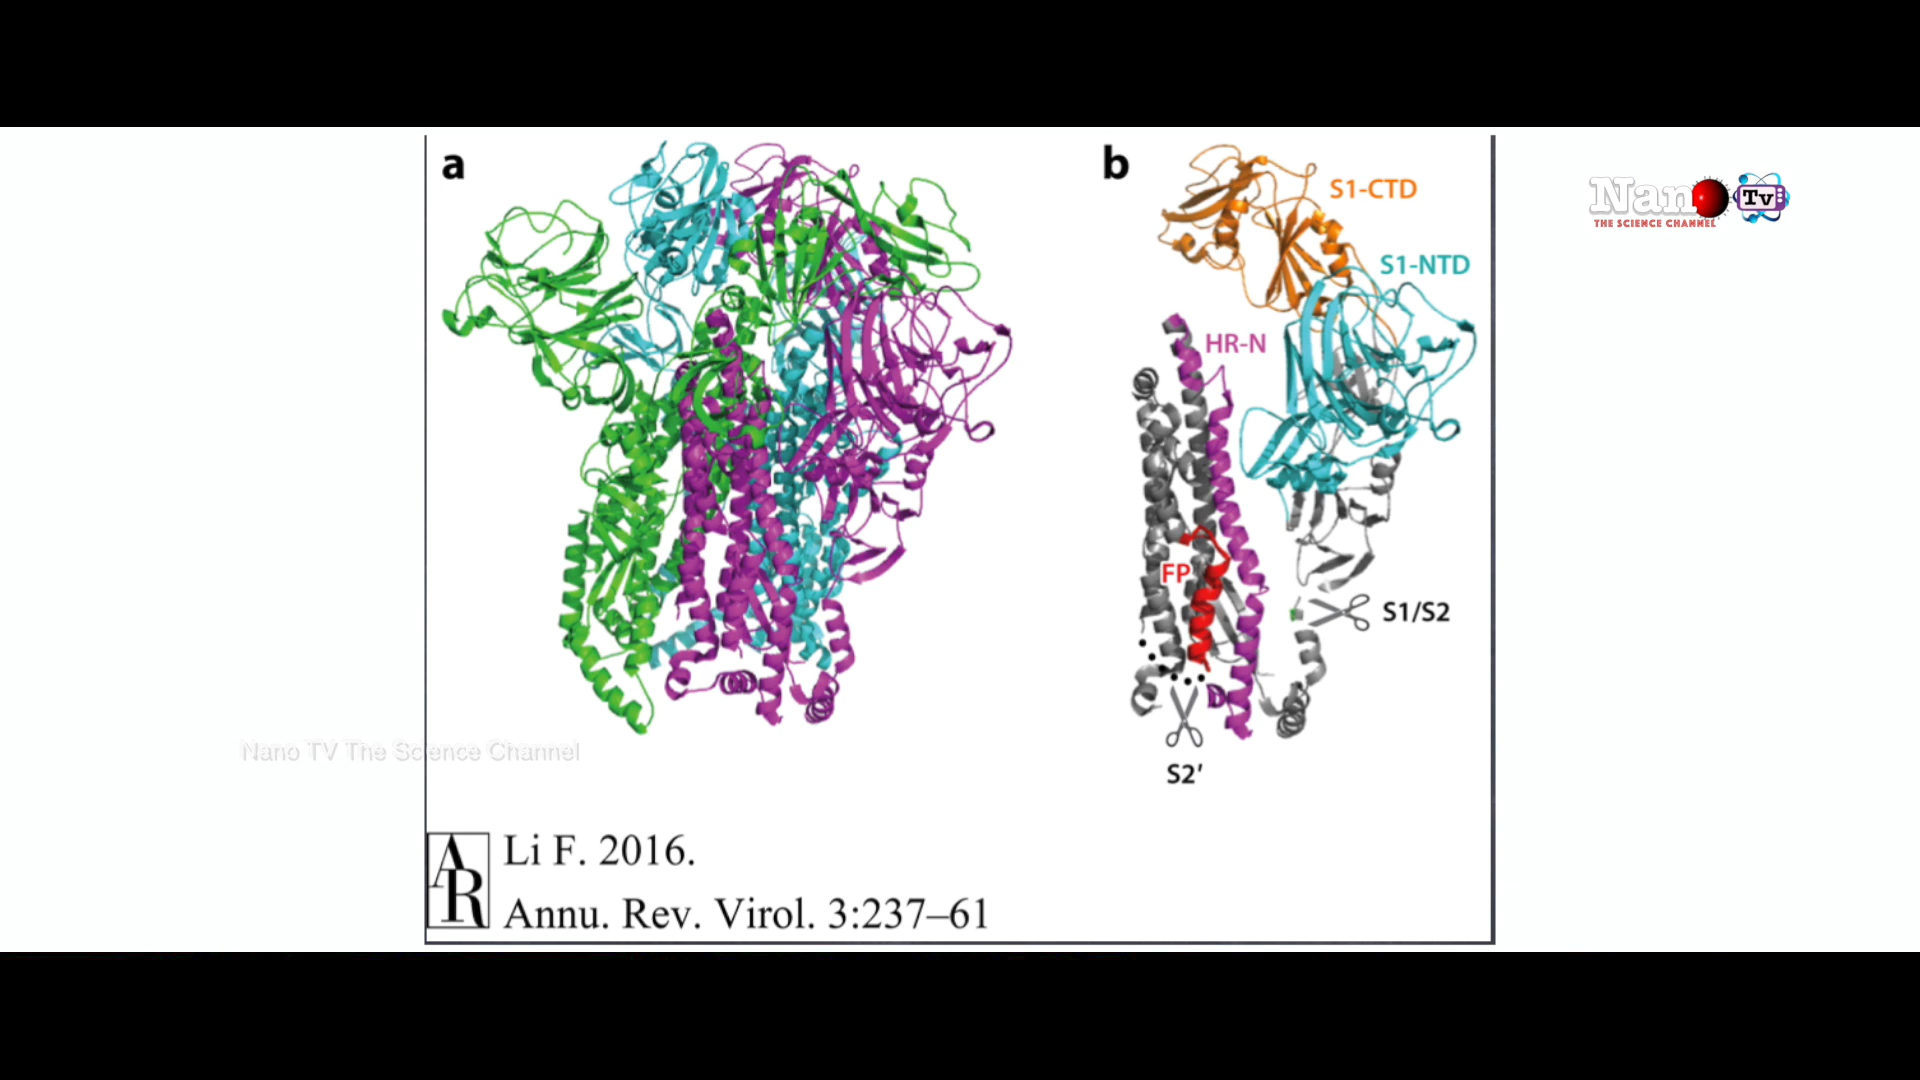 a
b
S1-CTD
Nano Tv
THE SCIENCE CHANNEL
S1-NTD
HR-N
FP
S1/S2
Nano TV The Science Channel
S2′
AR
Li F. 2016.
Annu. Rev. Virol. 3:237–61